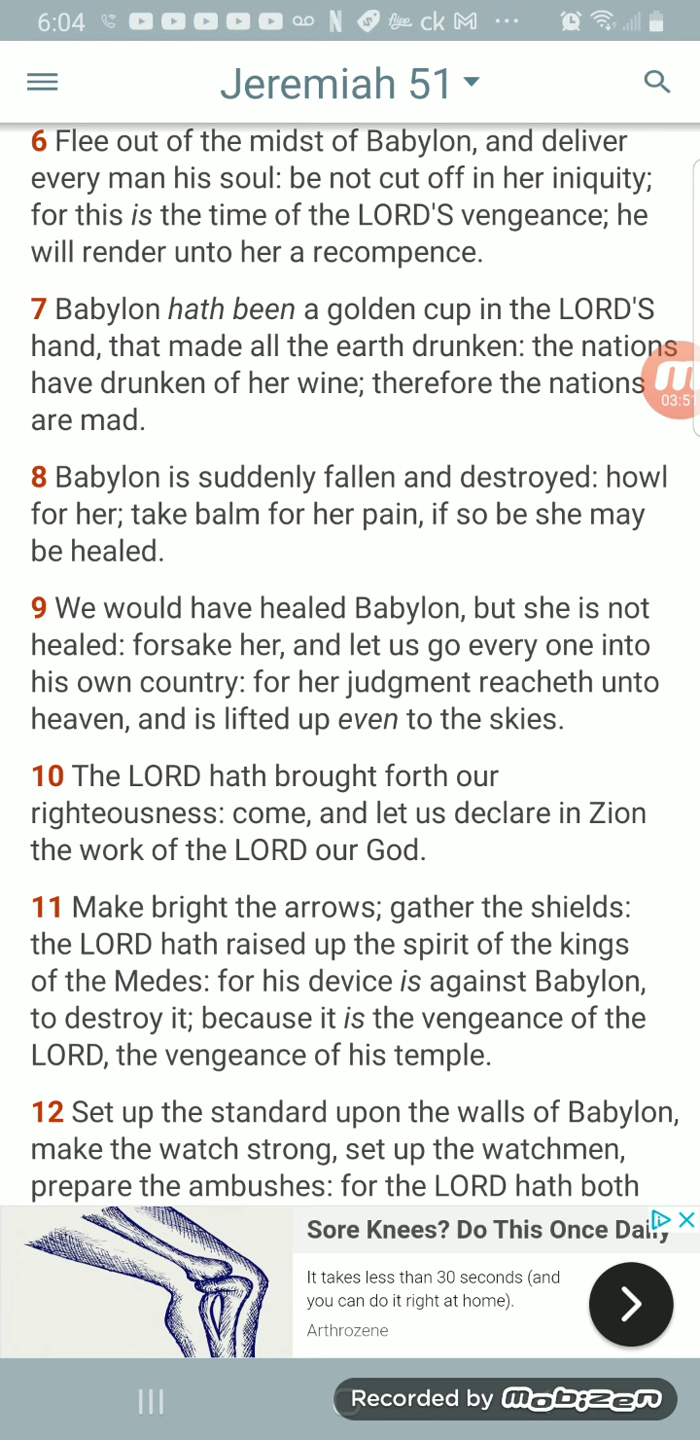 6:04 N fijie ck M ...
Jeremiah 51
6 Flee out of the midst of Babylon, and deliver
every man his soul: be not cut off in her iniquity;
for this is the time of the LORD'S vengeance; he
will render unto her a recompence.
7 Babylon hath been a golden cup in the LORD'S
hand, that made all the earth drunken: the nations
have drunken of her wine; therefore the nations
are mad.
m
03:51
8 Babylon is suddenly fallen and destroyed: howl
for her; take balm for her pain, if so be she may
be healed.
9 We would have healed Babylon, but she is not
healed: forsake her, and let us go every one into
his own country: for her judgment reacheth unto
heaven, and is lifted up even to the skies.
10 The LORD hath brought forth our
righteousness: come, and let us declare in Zion
the work of the LORD our God.
11 Make bright the arrows; gather the shields:
the LORD hath raised up the spirit of the kings
of the Medes: for his device is against Babylon,
to destroy it; because it is the vengeance of the
LORD, the vengeance of his temple.
12 Set up the standard upon the walls of Babylon,
make the watch strong, set up the watchmen,
prepare the ambushes: for the LORD hath both
Sore Knees? Do This Once Daily
It takes less than 30 seconds (and
you can do it right at home).
Arthrozene
Recorded by mobizen